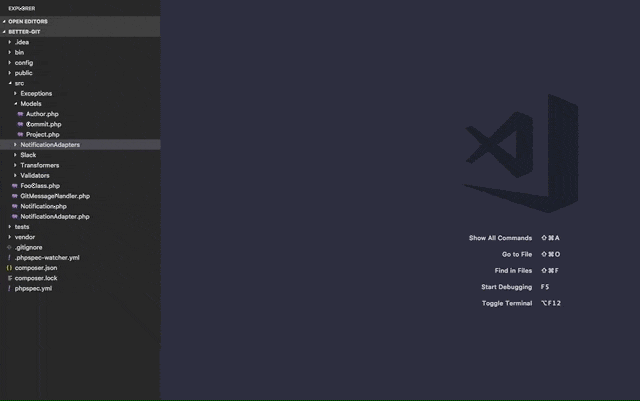 EXPLORER
OPEN EDITORS
BETTER-GIT
.idea
bin
config
public
src
Exceptions
Models
Author.php
Commit.php
Project.php
NotificationAdapters
Slack
Transformers
Validators
FooClass.php
GitMessageHandler.php
Notification.php
NotificationAdapter.php
tests
vendor
.gitignore
.phpspec-watcher.yml
composer.json
composer.lock
phpspec.yml
Show All Commands ⇧⌘A
Go to File ⇧⌘O
Find in Files ⇧⌘F
Start Debugging F5
Toggle Terminal ⌥F12